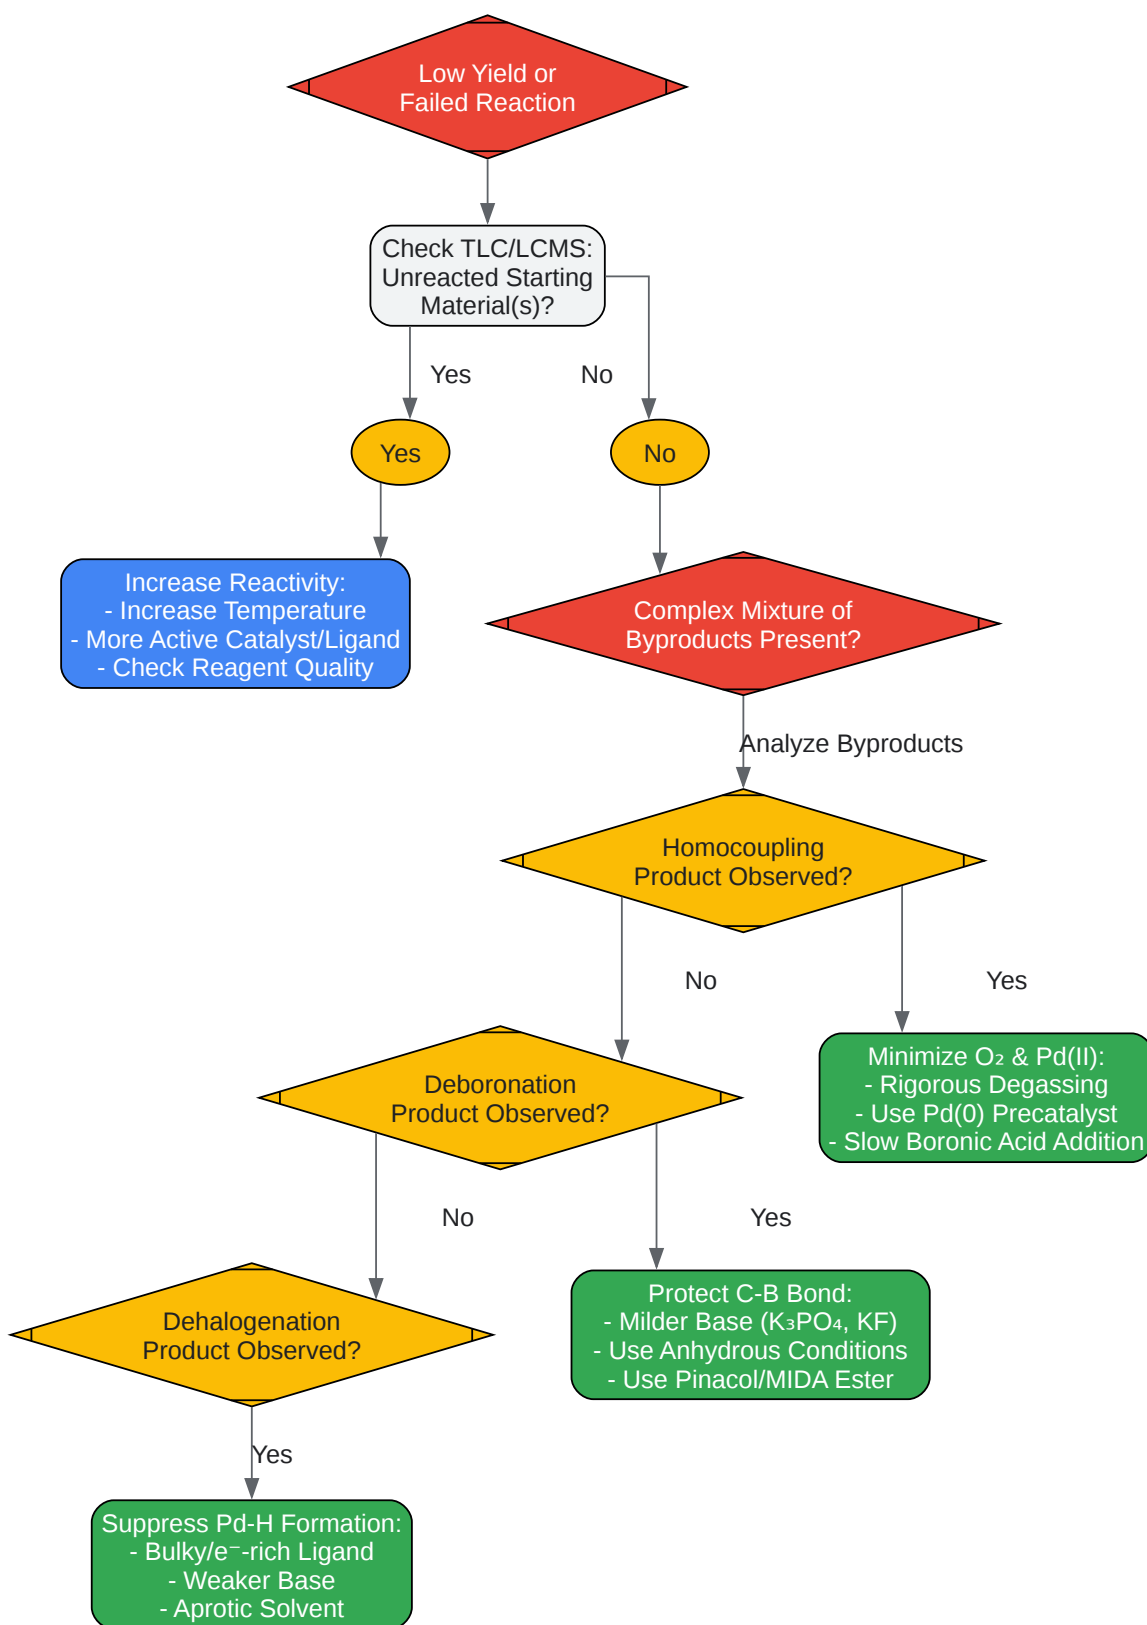 Low Yield or
Failed Reaction
Check TLC/LCMS:
Unreacted Starting
Material(s)?
Yes
No
Yes
No
Increase Reactivity:
- Increase Temperature
- More Active Catalyst/Ligand
- Check Reagent Quality
Complex Mixture of
Byproducts Present?
Analyze Byproducts
Homocoupling
Product Observed?
No
Yes
Minimize O₂ & Pd(II):
- Rigorous Degassing
- Use Pd(0) Precatalyst
- Slow Boronic Acid Addition
Deboronation
Product Observed?
No
Yes
Protect C-B Bond:
- Milder Base (K₃PO₄, KF)
- Use Anhydrous Conditions
- Use Pinacol/MIDA Ester
Dehalogenation
Product Observed?
Yes
Suppress Pd-H Formation:
- Bulky/e⁻-rich Ligand
- Weaker Base
- Aprotic Solvent